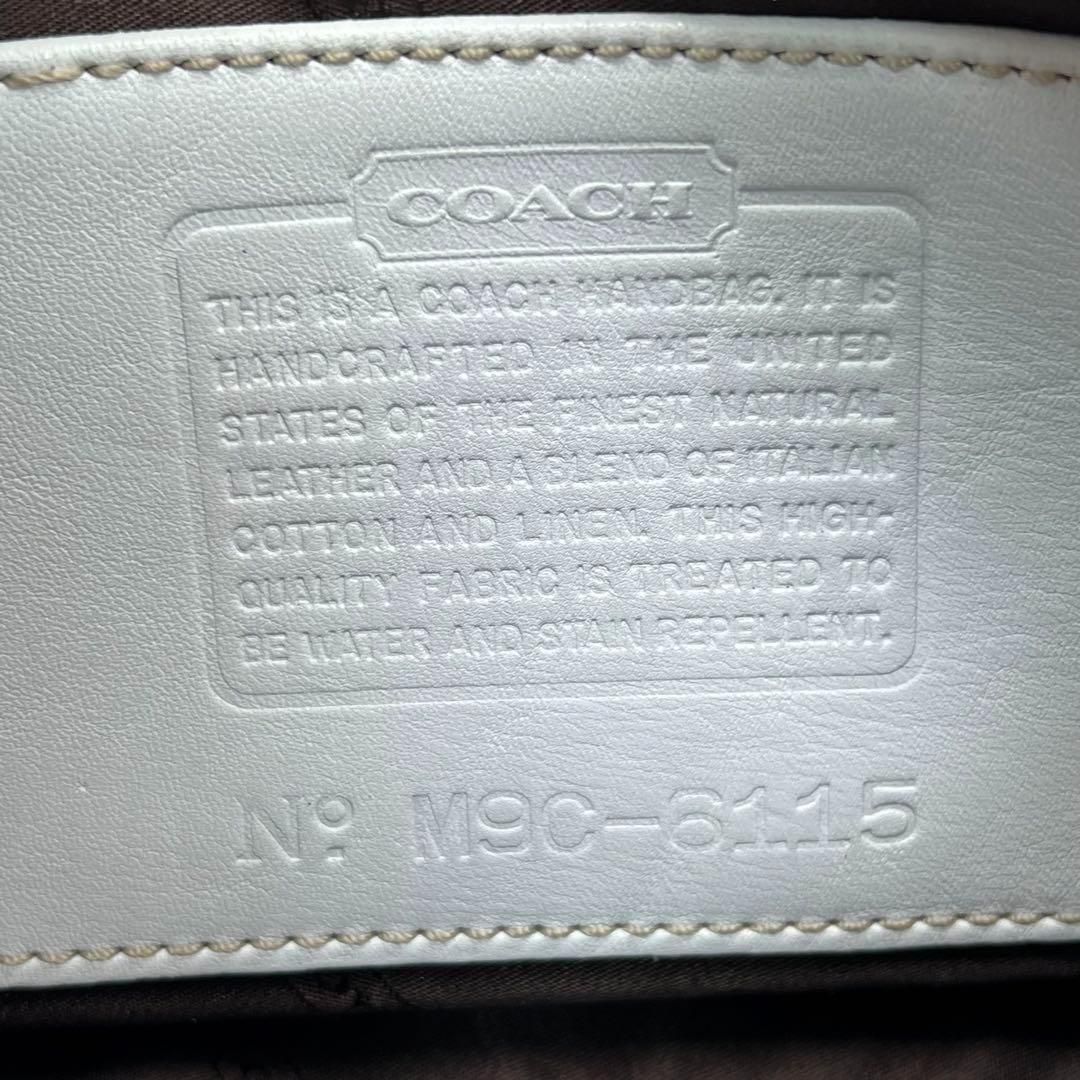 COACH
THIS IS A COACH HANDBAG. IT IS
HANDCRAFTED IN THE UNITED
STATES OF THE FINEST NATURAL
LEATHER AND A BLEND OF ITALIAN
COTTON AND LINEN. THIS HIGH-
QUALITY FABRIC IS TREATED TO
BE WATER AND STAIN REPELLENT.
Nº M9C-6115